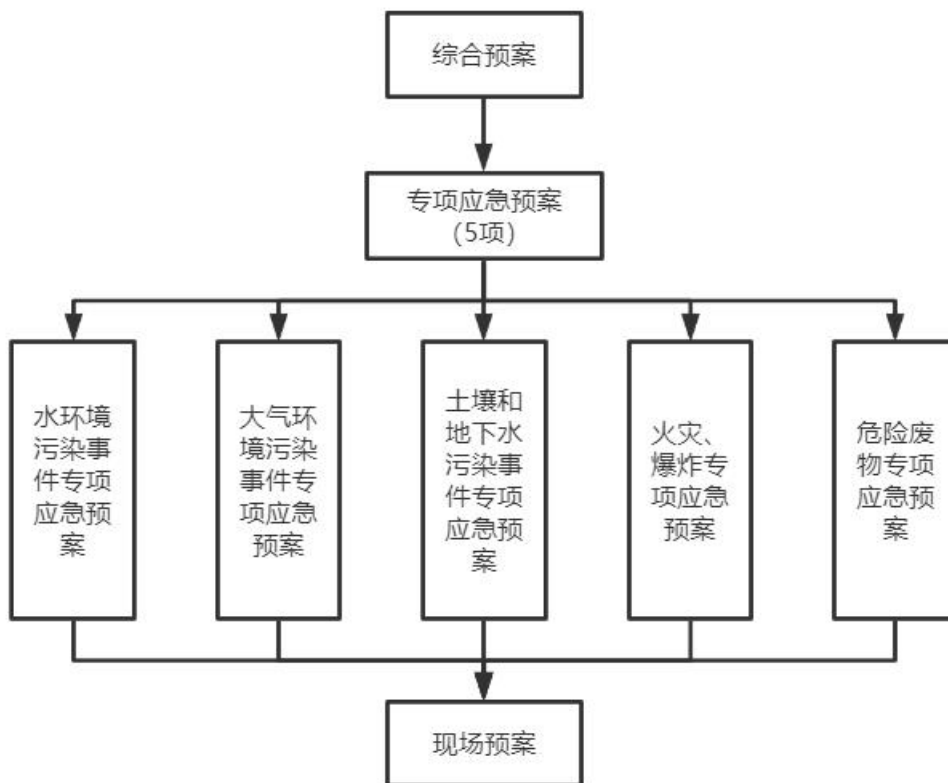 综合预案
专项应急预案
（5项）
水环境
污染事
件专项
应急预
案
大气环
境污染
事件专
项应急
预案
土壤和
地下水
污染事
件专项
应急预
案
火灾、
爆炸专
项应急
预案
危险废
物专项
应急预
案
现场预案